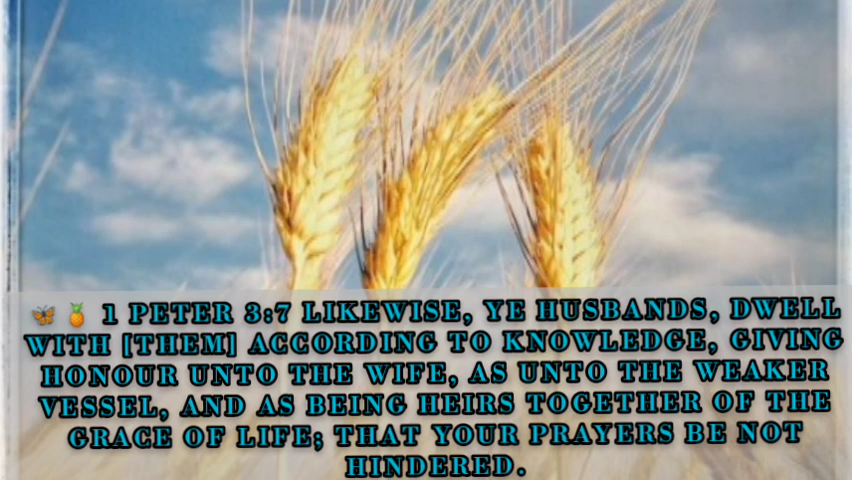 🦋🍍 1 PETER 3:7 LIKEWISE, YE HUSBANDS, DWELL
WITH [THEM] ACCORDING TO KNOWLEDGE, GIVING
HONOUR UNTO THE WIFE, AS UNTO THE WEAKER
VESSEL, AND AS BEING HEIRS TOGETHER OF THE
GRACE OF LIFE; THAT YOUR PRAYERS BE NOT
HINDERED.